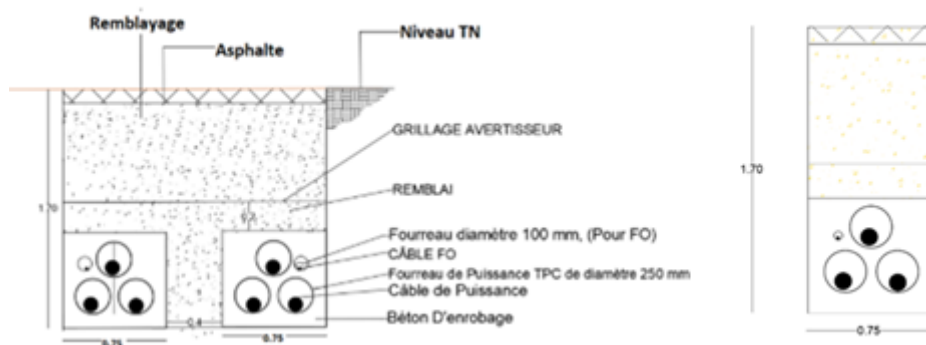 Remblayage
Asphalte
Niveau TN
GRILLAGE AVERTISSEUR
REMBLAI
Fourreau diamètre 100 mm, (Pour FO)
CÂBLE FO
Fourreau de Puissance TPC de diamètre 250 mm
Câble de Puissance
Béton D'enrobage
1.70
0.75
0.75
1.70
0.75